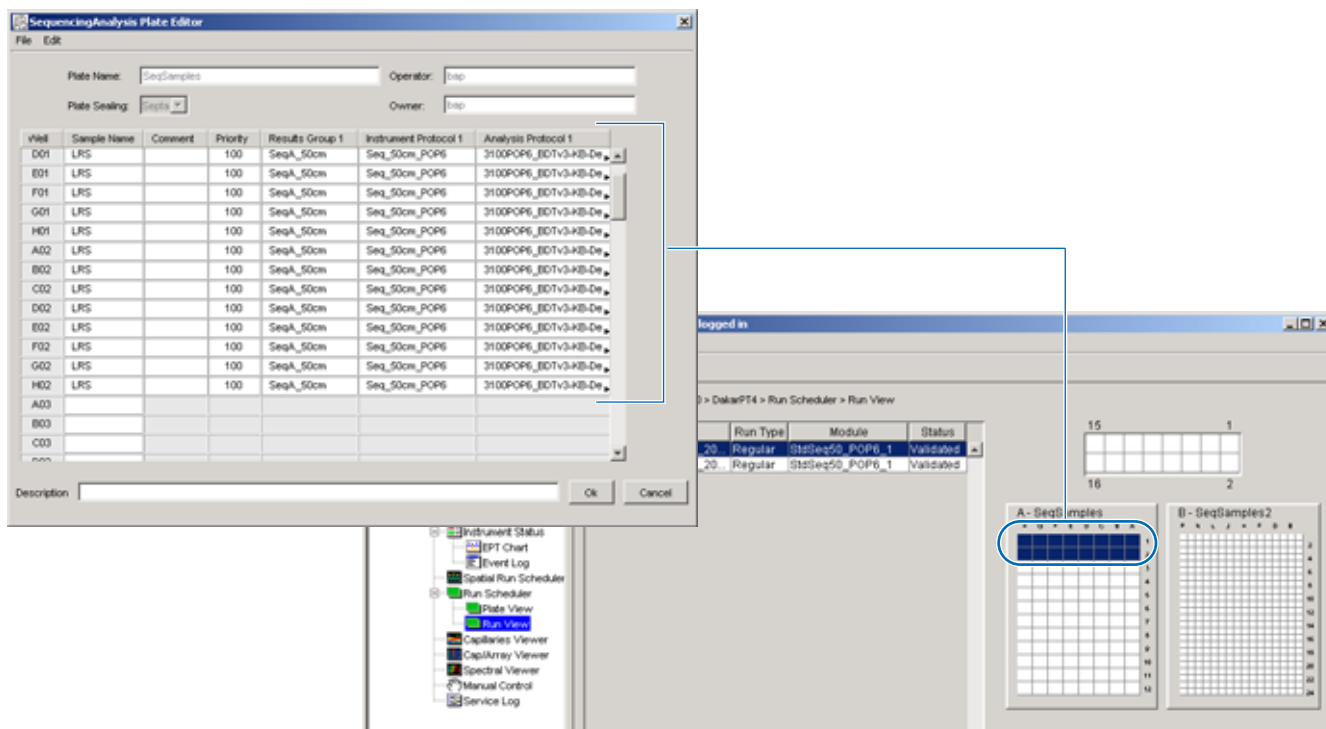 SequencingAnalysis Plate Editor
File Edit
Plate Name: SeqSamples Operator: bap
Plate Sealing: Septa Owner: bap
Well Sample Name Comment Priority Results Group 1 Instrument Protocol 1 Analysis Protocol 1
D01 LRS 100 SeqA_50cm Seq_50cm_POP6 3100POP6_BDTv3-KB-De
E01 LRS 100 SeqA_50cm Seq_50cm_POP6 3100POP6_BDTv3-KB-De
F01 LRS 100 SeqA_50cm Seq_50cm_POP6 3100POP6_BDTv3-KB-De
G01 LRS 100 SeqA_50cm Seq_50cm_POP6 3100POP6_BDTv3-KB-De
H01 LRS 100 SeqA_50cm Seq_50cm_POP6 3100POP6_BDTv3-KB-De
A02 LRS 100 SeqA_50cm Seq_50cm_POP6 3100POP6_BDTv3-KB-De
B02 LRS 100 SeqA_50cm Seq_50cm_POP6 3100POP6_BDTv3-KB-De
C02 LRS 100 SeqA_50cm Seq_50cm_POP6 3100POP6_BDTv3-KB-De
D02 LRS 100 SeqA_50cm Seq_50cm_POP6 3100POP6_BDTv3-KB-De
E02 LRS 100 SeqA_50cm Seq_50cm_POP6 3100POP6_BDTv3-KB-De
F02 LRS 100 SeqA_50cm Seq_50cm_POP6 3100POP6_BDTv3-KB-De
G02 LRS 100 SeqA_50cm Seq_50cm_POP6 3100POP6_BDTv3-KB-De
H02 LRS 100 SeqA_50cm Seq_50cm_POP6 3100POP6_BDTv3-KB-De
A03
B03
C03
Description Ok Cancel
logged in
> DakarPT4 > Run Scheduler > Run View
Run Type Module Status
_20... Regular StdSeq50_POP6_1 Validated
_20... Regular StdSeq50_POP6_1 Validated
15 1
16 2
A - SeqSamples B - SeqSamples2
Instrument Status
EPT Chart
Event Log
Spatial Run Scheduler
Run Scheduler
Plate View
Run View
Capillaries Viewer
Cap/Array Viewer
Spectral Viewer
Manual Control
Service Log